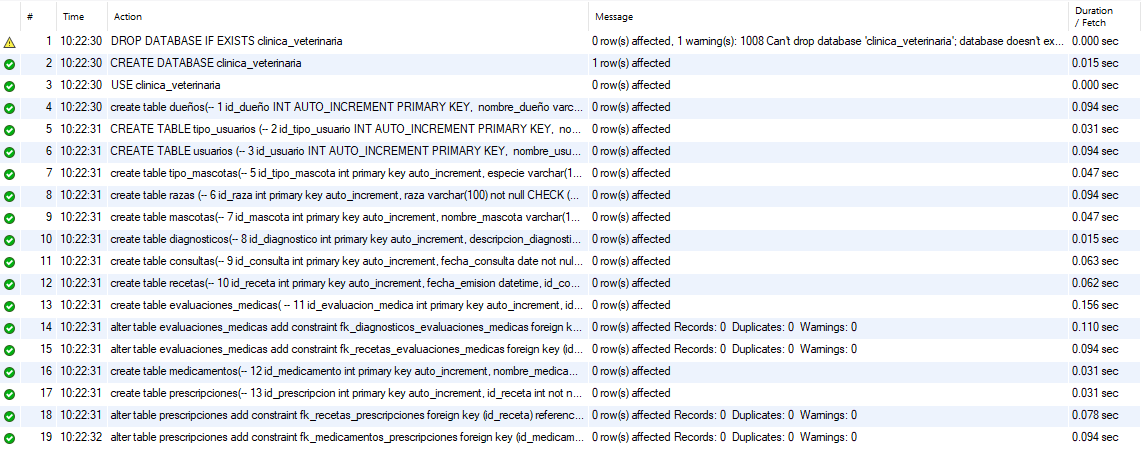 # Time Action Message Duration / Fetch
1 10:22:30 DROP DATABASE IF EXISTS clinica_veterinaria 0 row(s) affected, 1 warning(s): 1008 Can't drop database 'clinica_veterinaria'; database doesn't ex... 0.000 sec
2 10:22:30 CREATE DATABASE clinica_veterinaria 1 row(s) affected 0.015 sec
3 10:22:30 USE clinica_veterinaria 0 row(s) affected 0.000 sec
4 10:22:30 create table dueños(-- 1 id_dueño INT AUTO_INCREMENT PRIMARY KEY, nombre_dueño varc... 0 row(s) affected 0.094 sec
5 10:22:31 CREATE TABLE tipo_usuarios (-- 2 id_tipo_usuario INT AUTO_INCREMENT PRIMARY KEY, no... 0 row(s) affected 0.031 sec
6 10:22:31 CREATE TABLE usuarios (-- 3 id_usuario INT AUTO_INCREMENT PRIMARY KEY, nombre_usu... 0 row(s) affected 0.094 sec
7 10:22:31 create table tipo_mascotas(-- 5 id_tipo_mascota int primary key auto_increment, especie varchar(1... 0 row(s) affected 0.047 sec
8 10:22:31 create table razas (-- 6 id_raza int primary key auto_increment, raza varchar(100) not null CHECK (... 0 row(s) affected 0.094 sec
9 10:22:31 create table mascotas(-- 7 id_mascota int primary key auto_increment, nombre_mascota varchar(1... 0 row(s) affected 0.047 sec
10 10:22:31 create table diagnosticos(-- 8 id_diagnostico int primary key auto_increment, descripcion_diagnosti... 0 row(s) affected 0.015 sec
11 10:22:31 create table consultas(-- 9 id_consulta int primary key auto_increment, fecha_consulta date not nul... 0 row(s) affected 0.063 sec
12 10:22:31 create table recetas(-- 10 id_receta int primary key auto_increment, fecha_emision datetime, id_co... 0 row(s) affected 0.062 sec
13 10:22:31 create table evaluaciones_medicas( -- 11 id_evaluacion_medica int primary key auto_increment, id... 0 row(s) affected 0.156 sec
14 10:22:31 alter table evaluaciones_medicas add constraint fk_diagnosticos_evaluaciones_medicas foreign k... 0 row(s) affected Records: 0 Duplicates: 0 Warnings: 0 0.110 sec
15 10:22:31 alter table evaluaciones_medicas add constraint fk_recetas_evaluaciones_medicas foreign key (id... 0 row(s) affected Records: 0 Duplicates: 0 Warnings: 0 0.094 sec
16 10:22:31 create table medicamentos(-- 12 id_medicamento int primary key auto_increment, nombre_medica... 0 row(s) affected 0.031 sec
17 10:22:31 create table prescripciones(-- 13 id_prescripcion int primary key auto_increment, id_receta int not n... 0 row(s) affected 0.031 sec
18 10:22:31 alter table prescripciones add constraint fk_recetas_prescripciones foreign key (id_receta) referenc... 0 row(s) affected Records: 0 Duplicates: 0 Warnings: 0 0.078 sec
19 10:22:32 alter table prescripciones add constraint fk_medicamentos_prescripciones foreign key (id_medicam... 0 row(s) affected Records: 0 Duplicates: 0 Warnings: 0 0.094 sec